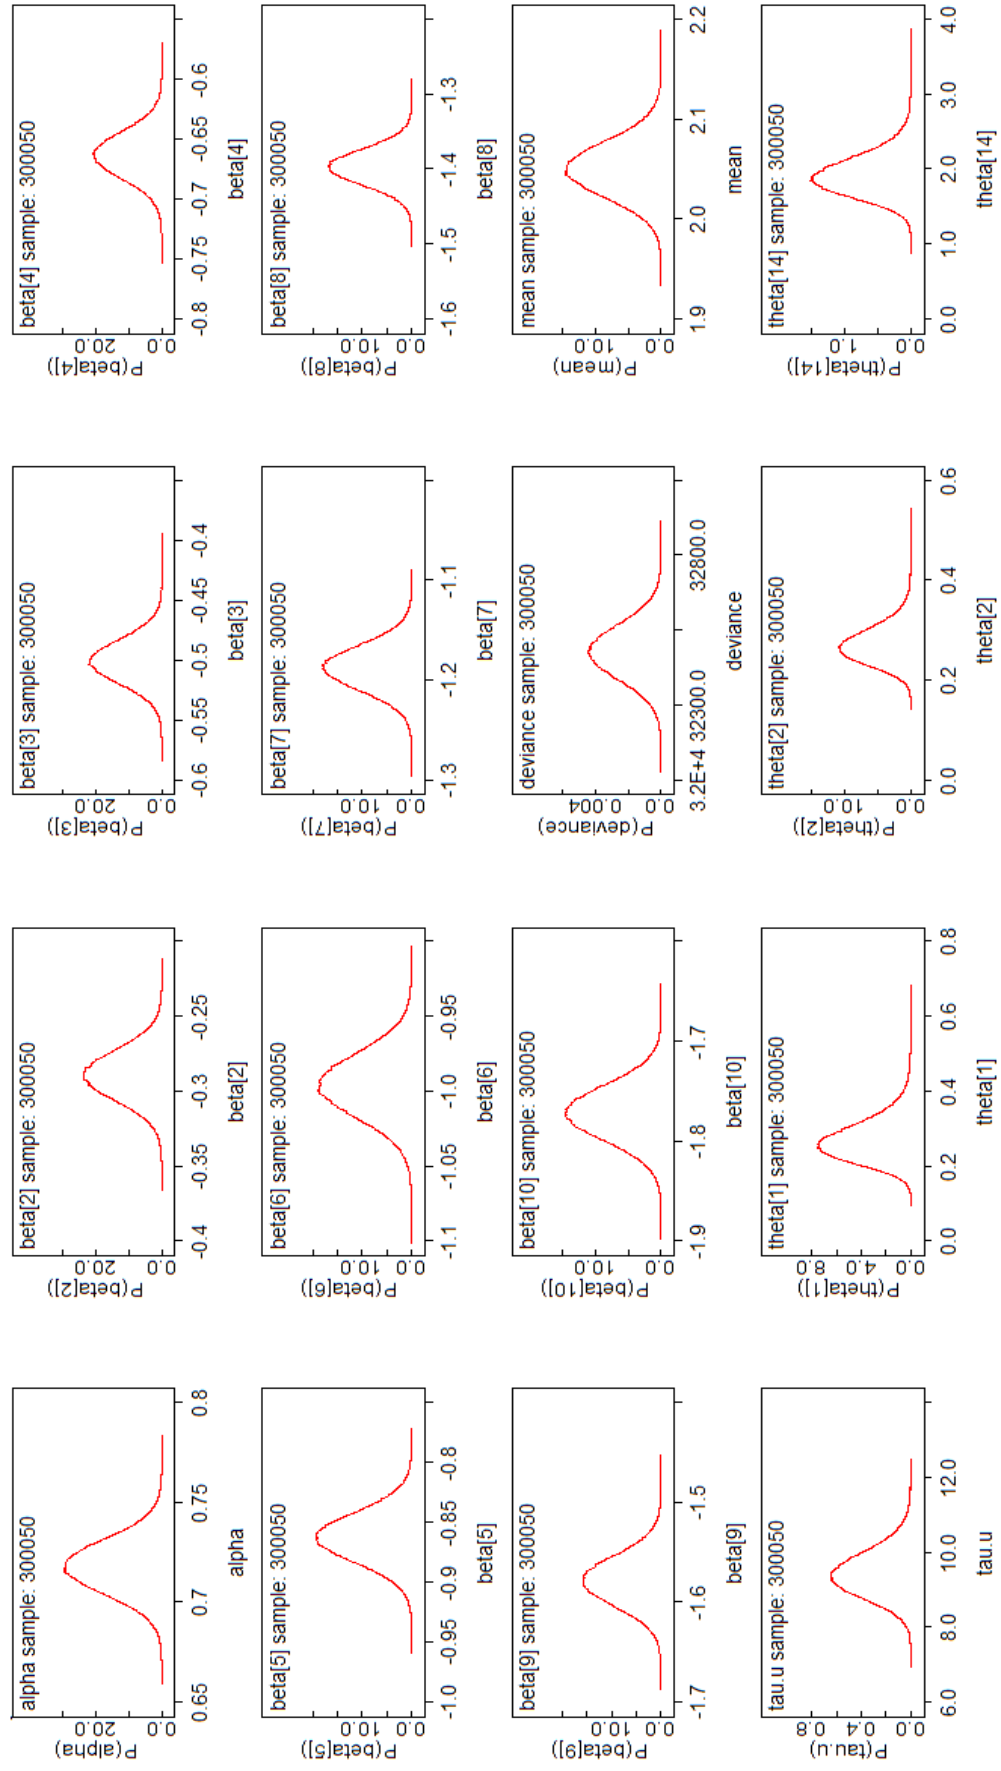 alpha sample: 300050
P(alpha)
0.0 20.0
0.65 0.7 0.75 0.8
alpha
beta[2] sample: 300050
P(beta[2])
0.0 20.0
-0.4 -0.35 -0.3 -0.25
beta[2]
beta[3] sample: 300050
P(beta[3])
0.0 20.0
-0.6 -0.55 -0.5 -0.45 -0.4
beta[3]
beta[4] sample: 300050
P(beta[4])
0.0 20.0
-0.8 -0.75 -0.7 -0.65 -0.6
beta[4]
beta[5] sample: 300050
P(beta[5])
0.0 10.0
-1.0 -0.95 -0.9 -0.85 -0.8
beta[5]
beta[6] sample: 300050
P(beta[6])
0.0 10.0
-1.1 -1.05 -1.0 -0.95
beta[6]
beta[7] sample: 300050
P(beta[7])
0.0 10.0
-1.3 -1.2 -1.1
beta[7]
beta[8] sample: 300050
P(beta[8])
0.0 10.0
-1.6 -1.5 -1.4 -1.3
beta[8]
beta[9] sample: 300050
P(beta[9])
0.0 10.0
-1.7 -1.6 -1.5
beta[9]
beta[10] sample: 300050
P(beta[10])
0.0 10.0
-1.9 -1.8 -1.7
beta[10]
deviance sample: 300050
P(deviance)
0.0 0.004
3.2E+4 32300.0 32800.0
deviance
mean sample: 300050
P(mean)
0.0 10.0
1.9 2.0 2.1 2.2
mean
tau.u sample: 300050
P(tau.u)
0.0 0.4 0.8
6.0 8.0 10.0 12.0
tau.u
theta[1] sample: 300050
P(theta[1])
0.0 4.0 8.0
0.0 0.2 0.4 0.6 0.8
theta[1]
theta[2] sample: 300050
P(theta[2])
0.0 10.0
0.0 0.2 0.4 0.6
theta[2]
theta[14] sample: 300050
P(theta[14])
0.0 1.0
0.0 1.0 2.0 3.0 4.0
theta[14]